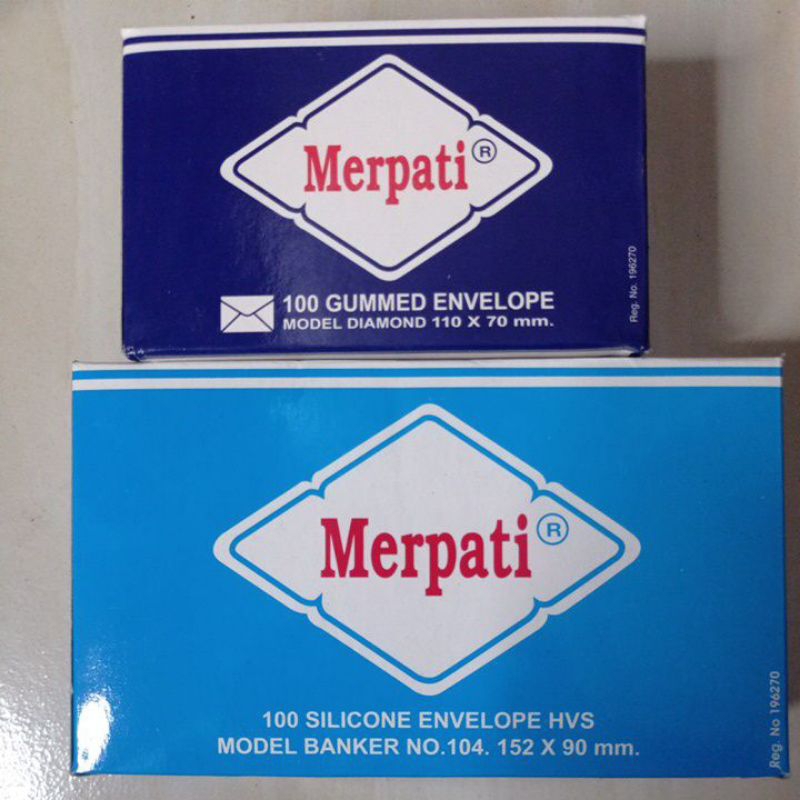 Merpati®
100 GUMMED ENVELOPE
MODEL DIAMOND 110 X 70 mm.
Reg. No. 196270
Merpati®
100 SILICONE ENVELOPE HVS
MODEL BANKER NO.104. 152 X 90 mm.
Reg. No 196270